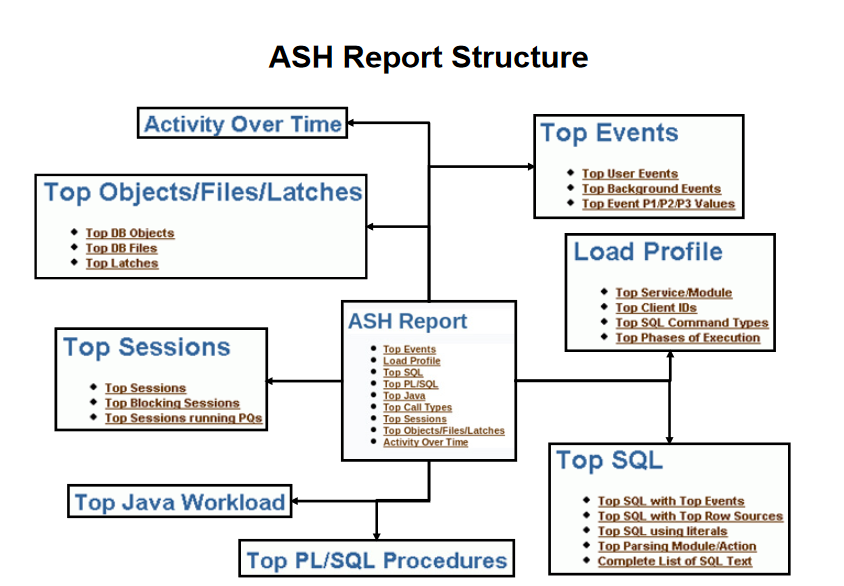 ASH Report Structure
Activity Over Time
Top Events
Top User Events
Top Background Events
Top Event P1/P2/P3 Values
Top Objects/Files/Latches
Top DB Objects
Top DB Files
Top Latches
Load Profile
Top Service/Module
Top Client IDs
Top SQL Command Types
Top Phases of Execution
ASH Report
Top Events
Load Profile
Top SQL
Top PL/SQL
Top Java
Top Call Types
Top Sessions
Top Objects/Files/Latches
Activity Over Time
Top Sessions
Top Sessions
Top Blocking Sessions
Top Sessions running PQs
Top SQL
Top SQL with Top Events
Top SQL with Top Row Sources
Top SQL using literals
Top Parsing Module/Action
Complete List of SQL Text
Top Java Workload
Top PL/SQL Procedures